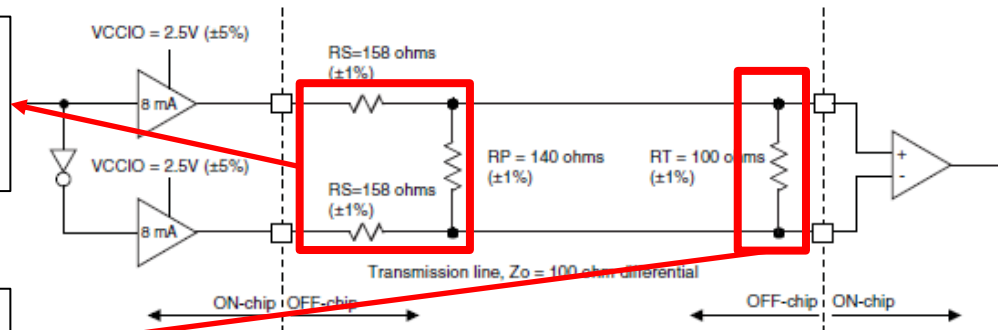 VCCIO = 2.5V (±5%)
RS=158 ohms
(±1%)
8 mA
VCCIO = 2.5V (±5%)
RP = 140 ohms
(±1%)
RT = 100 ohms
(±1%)
+
-
RS=158 ohms
(±1%)
8 mA
Transmission line, Zo = 100 ohm differential
ON-chip
OFF-chip
OFF-chip
ON-chip